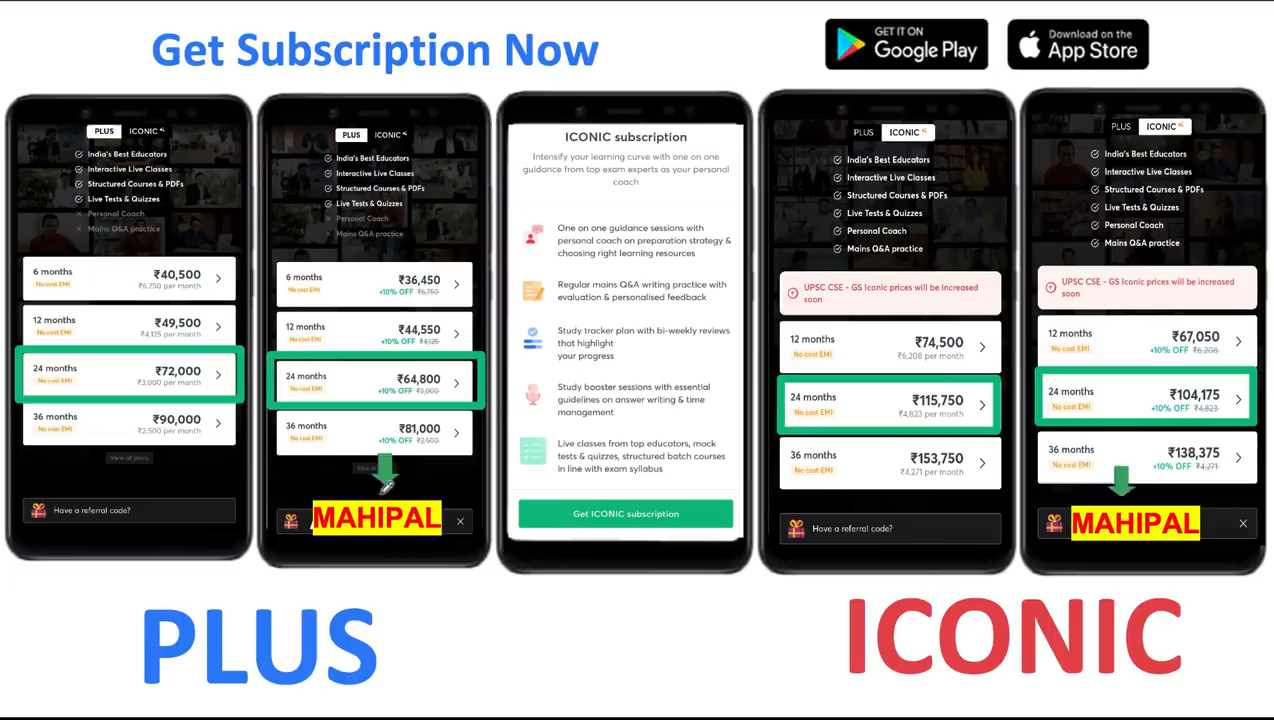 Get Subscription Now
GET IT ON
Google Play
Download on the
App Store
PLUS ICONIC
India's Best Educators
Interactive Live Classes
Structured Courses & PDFs
Live Tests & Quizzes
Personal Coach
Mains Q&A practice
6 months ₹40,500
No cost EMI ₹6,750 per month
12 months ₹49,500
No cost EMI ₹4,125 per month
24 months ₹72,000
No cost EMI ₹3,000 per month
36 months ₹90,000
No cost EMI ₹2,500 per month
View all plans
Have a referral code?
PLUS ICONIC
India's Best Educators
Interactive Live Classes
Structured Courses & PDFs
Live Tests & Quizzes
Personal Coach
Mains Q&A practice
6 months ₹36,450
No cost EMI +10% OFF ₹6,750
12 months ₹44,550
No cost EMI +10% OFF ₹4,125
24 months ₹64,800
No cost EMI +10% OFF ₹3,000
36 months ₹81,000
No cost EMI +10% OFF ₹2,500
MAHIPAL
ICONIC subscription
Intensify your learning curve with one on one
guidance from top exam experts as your personal
coach
One on one guidance sessions with
personal coach on preparation strategy &
choosing right learning resources
Regular mains Q&A writing practice with
evaluation & personalised feedback
Study tracker plan with bi-weekly reviews
that highlight
your progress
Study booster sessions with essential
guidelines on answer writing & time
management
Live classes from top educators, mock
tests & quizzes, structured batch courses
in line with exam syllabus
Get ICONIC subscription
PLUS ICONIC
India's Best Educators
Interactive Live Classes
Structured Courses & PDFs
Live Tests & Quizzes
Personal Coach
Mains Q&A practice
UPSC CSE - GS Iconic prices will be increased
soon
12 months ₹74,500
No cost EMI ₹6,208 per month
24 months ₹115,750
No cost EMI ₹4,823 per month
36 months ₹153,750
No cost EMI ₹4,271 per month
Have a referral code?
PLUS ICONIC
India's Best Educators
Interactive Live Classes
Structured Courses & PDFs
Live Tests & Quizzes
Personal Coach
Mains Q&A practice
UPSC CSE - GS Iconic prices will be increased
soon
12 months ₹67,050
No cost EMI +10% OFF ₹6,208
24 months ₹104,175
No cost EMI +10% OFF ₹4,823
36 months ₹138,375
No cost EMI +10% OFF ₹4,271
MAHIPAL
PLUS
ICONIC